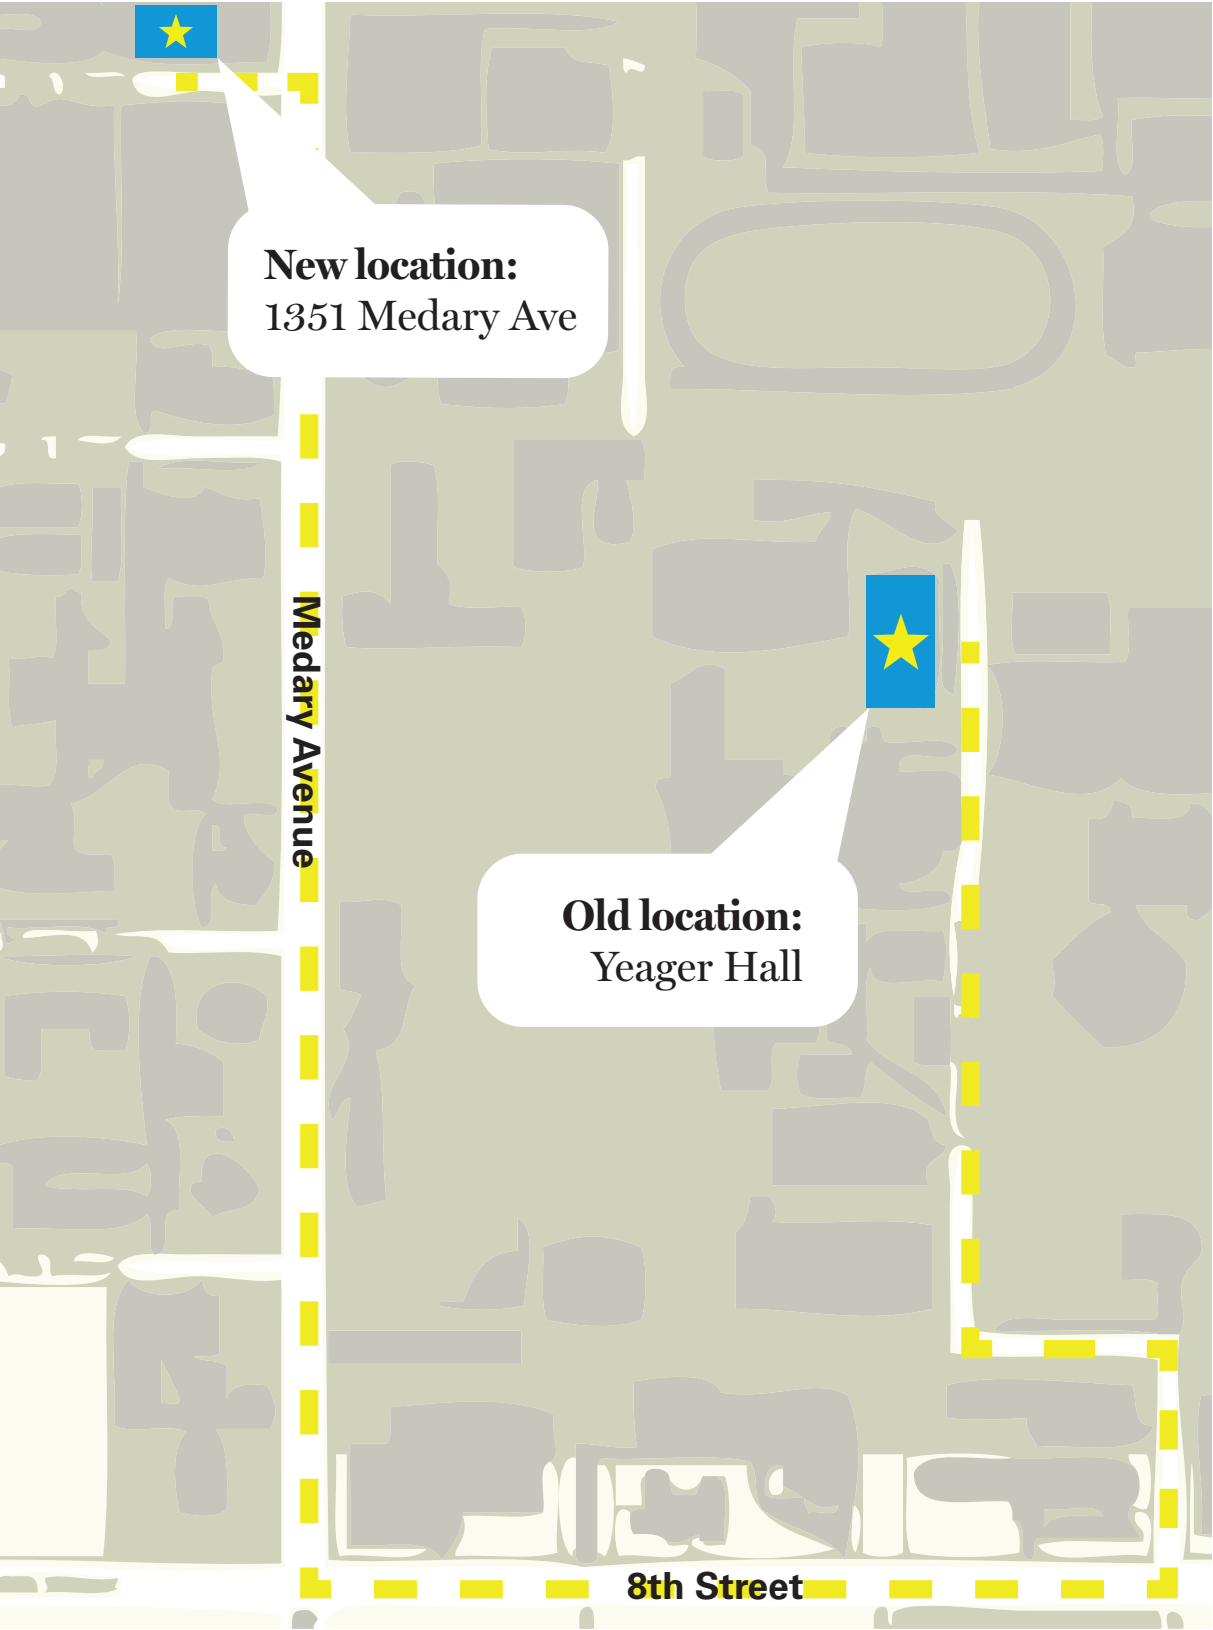 New location:
1351 Medary Ave
Medary Avenue
Old location:
Yeager Hall
8th Street